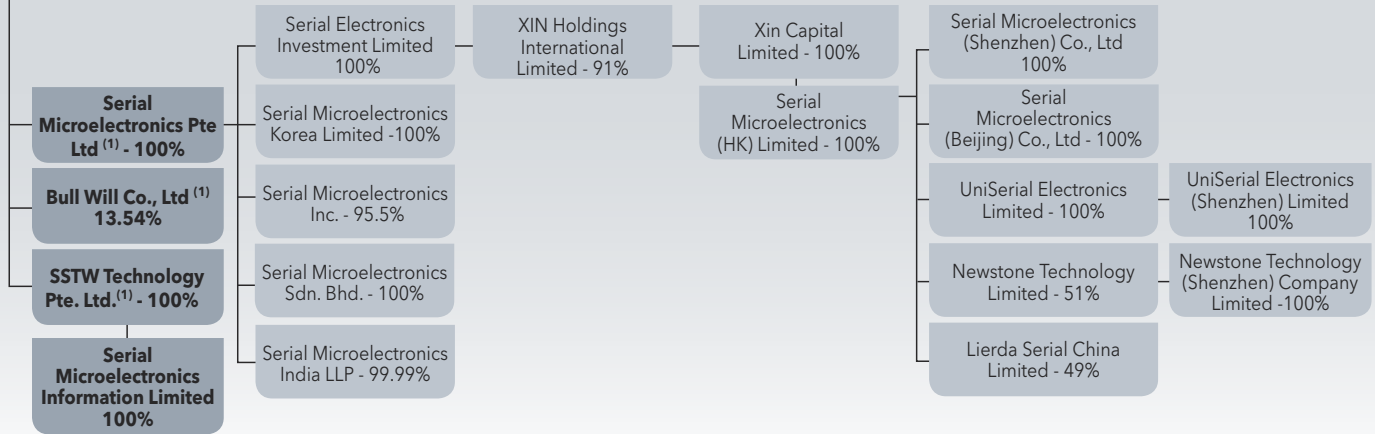 Serial
Microelectronics Pte
Ltd (1) - 100%
Bull Will Co., Ltd (1)
13.54%
SSTW Technology
Pte. Ltd.(1) - 100%
Serial
Microelectronics
Information Limited
100%
Serial Electronics
Investment Limited
100%
Serial Microelectronics
Korea Limited -100%
Serial Microelectronics
Inc. - 95.5%
Serial Microelectronics
Sdn. Bhd. - 100%
Serial Microelectronics
India LLP - 99.99%
XIN Holdings
International
Limited - 91%
Xin Capital
Limited - 100%
Serial
Microelectronics
(HK) Limited - 100%
Serial Microelectronics
(Shenzhen) Co., Ltd
100%
Serial
Microelectronics
(Beijing) Co., Ltd - 100%
UniSerial Electronics
Limited - 100%
UniSerial Electronics
(Shenzhen) Limited
100%
Newstone Technology
Limited - 51%
Newstone Technology
(Shenzhen) Company
Limited -100%
Lierda Serial China
Limited - 49%